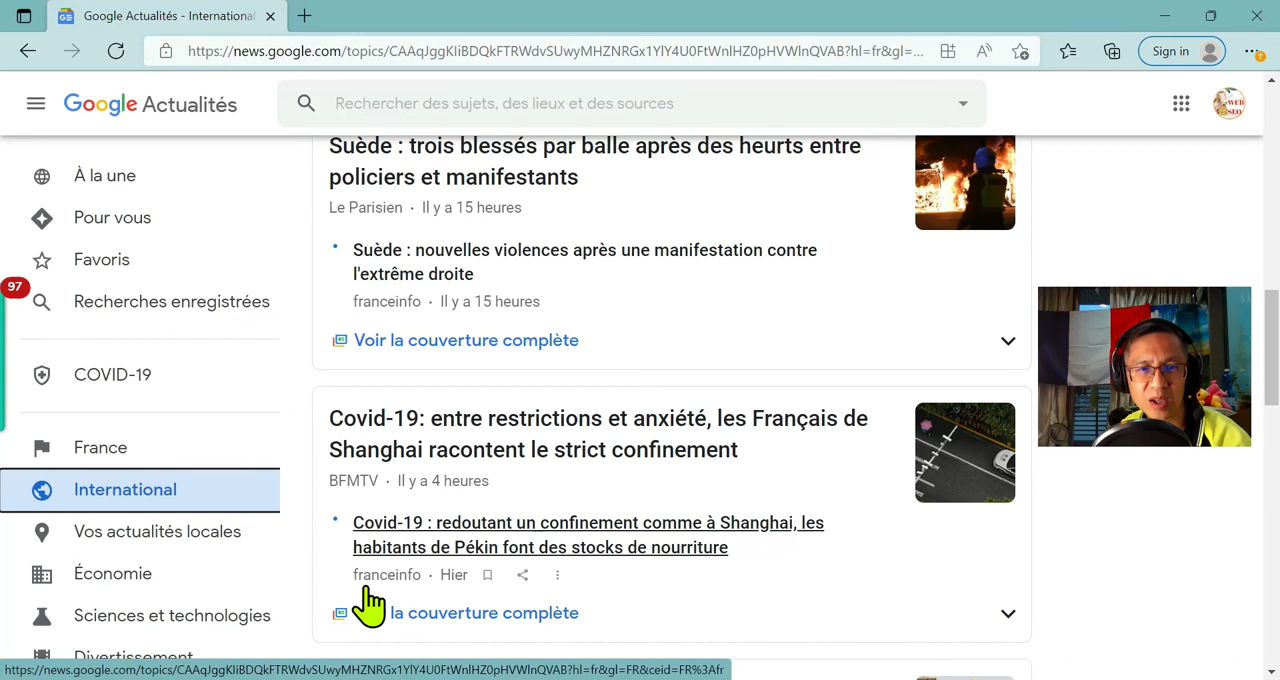 Google Actualités - International
https://news.google.com/topics/CAAqJggKIiBDQkFTRWdvSUwyMHZNRGx1YlY4U0FtWnlHZ0pHVWlnQVAB?hl=fr&gl=...
Sign in
Google Actualités
Rechercher des sujets, des lieux et des sources
WEB
SEO
À la une
Pour vous
Favoris
97
Recherches enregistrées
COVID-19
France
International
Vos actualités locales
Économie
Sciences et technologies
Divertissement
Suède : trois blessés par balle après des heurts entre
policiers et manifestants
Le Parisien · Il y a 15 heures
Suède : nouvelles violences après une manifestation contre
l'extrême droite
franceinfo · Il y a 15 heures
Voir la couverture complète
Covid-19: entre restrictions et anxiété, les Français de
Shanghai racontent le strict confinement
BFMTV · Il y a 4 heures
Covid-19 : redoutant un confinement comme à Shanghai, les
habitants de Pékin font des stocks de nourriture
franceinfo · Hier
la couverture complète
https://news.google.com/topics/CAAqJggKIiBDQkFTRWdvSUwyMHZNRGx1YlY4U0FtWnlHZ0pHVWlnQVAB?hl=fr&gl=FR&ceid=FR%3Afr